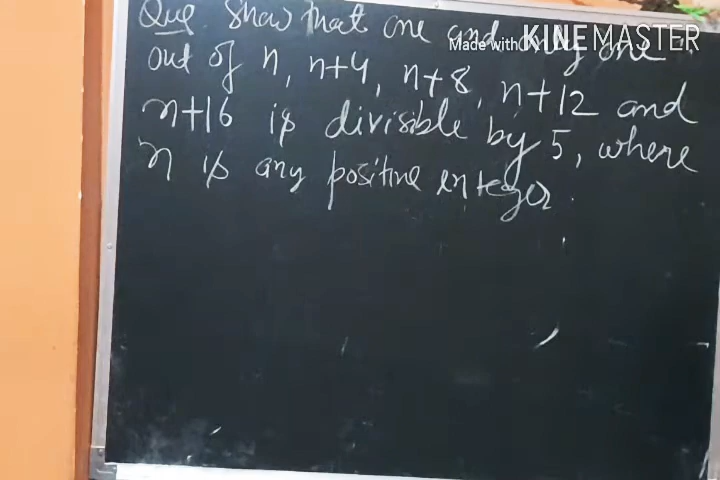 Que Show that one and only one
Made with KINEMASTER
out of n, n+4, n+8, n+12 and
n+16 is divisible by 5, where
n is any positive integer.